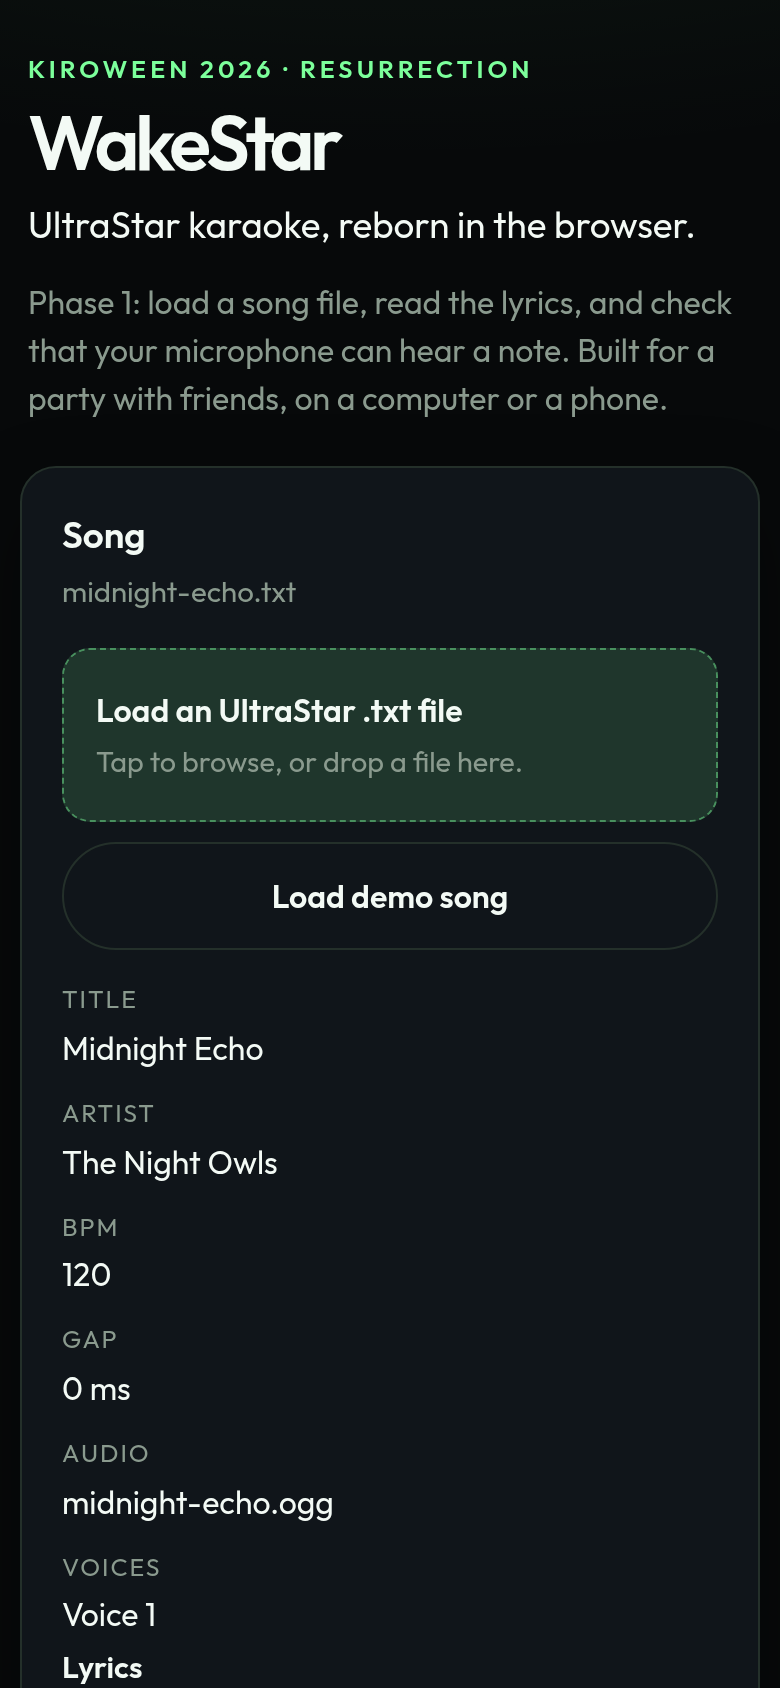 KIROWEEN 2026 · RESURRECTION
WakeStar
UltraStar karaoke, reborn in the browser.
Phase 1: load a song file, read the lyrics, and check
that your microphone can hear a note. Built for a
party with friends, on a computer or a phone.
Song
midnight-echo.txt
Load an UltraStar .txt file
Tap to browse, or drop a file here.
Load demo song
TITLE
Midnight Echo
ARTIST
The Night Owls
BPM
120
GAP
0 ms
AUDIO
midnight-echo.ogg
VOICES
Voice 1
Lyrics